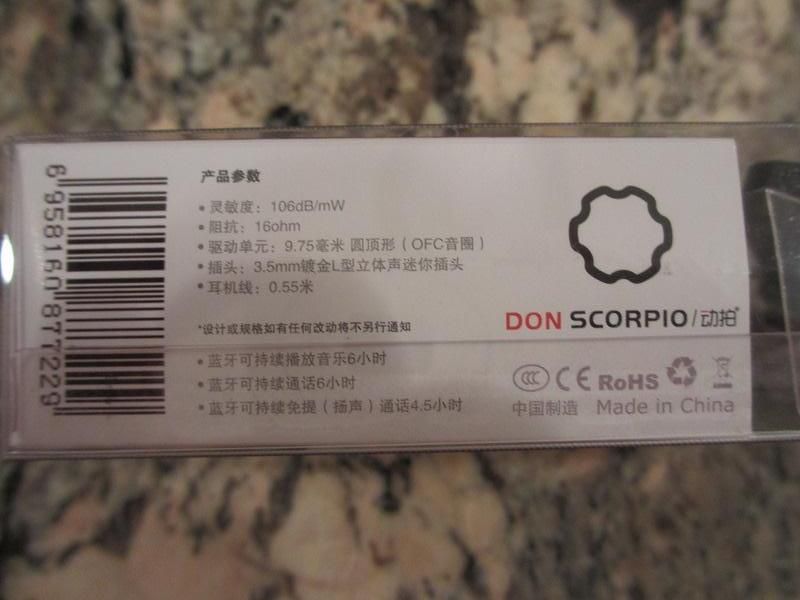 6958160877229
产品参数
• 灵敏度：106dB/mW
• 阻抗：16ohm
• 驱动单元：9.75毫米 圆顶形（OFC音圈）
• 插头：3.5mm镀金L型立体声迷你插头
• 耳机线：0.55米
*设计或规格如有任何改动将不另行通知
• 蓝牙可持续播放音乐6小时
• 蓝牙可持续通话6小时
• 蓝牙可持续免提（扬声）通话4.5小时
DON SCORPIO/动拍®
CCC CE RoHS
中国制造 Made in China